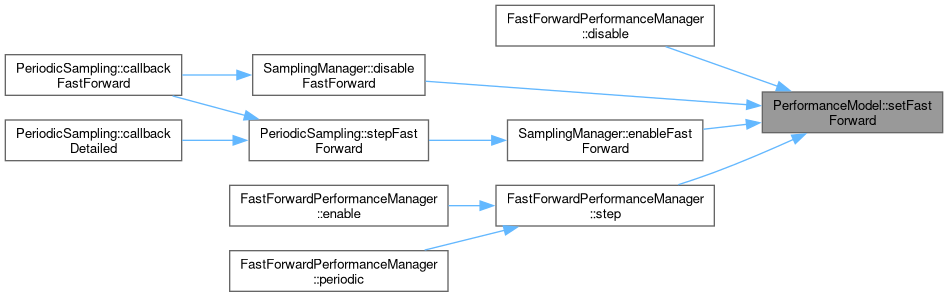 FastForwardPerformanceManager
::disable
PeriodicSampling::callback
FastForward
SamplingManager::disable
FastForward
PerformanceModel::setFast
Forward
PeriodicSampling::callback
Detailed
PeriodicSampling::stepFast
Forward
SamplingManager::enableFast
Forward
FastForwardPerformanceManager
::enable
FastForwardPerformanceManager
::step
FastForwardPerformanceManager
::periodic